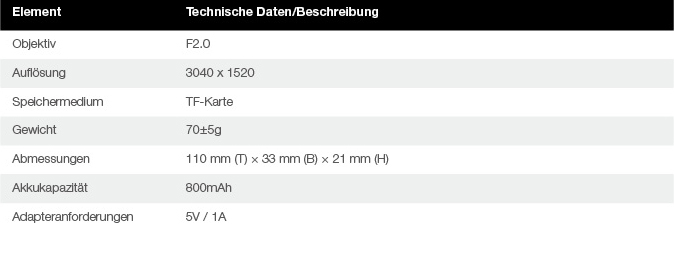 Element Technische Daten/Beschreibung
Objektiv F2.0
Auflösung 3040 x 1520
Speichermedium TF-Karte
Gewicht 70±5g
Abmessungen 110 mm (T) × 33 mm (B) × 21 mm (H)
Akkukapazität 800mAh
Adapteranforderungen 5V / 1A